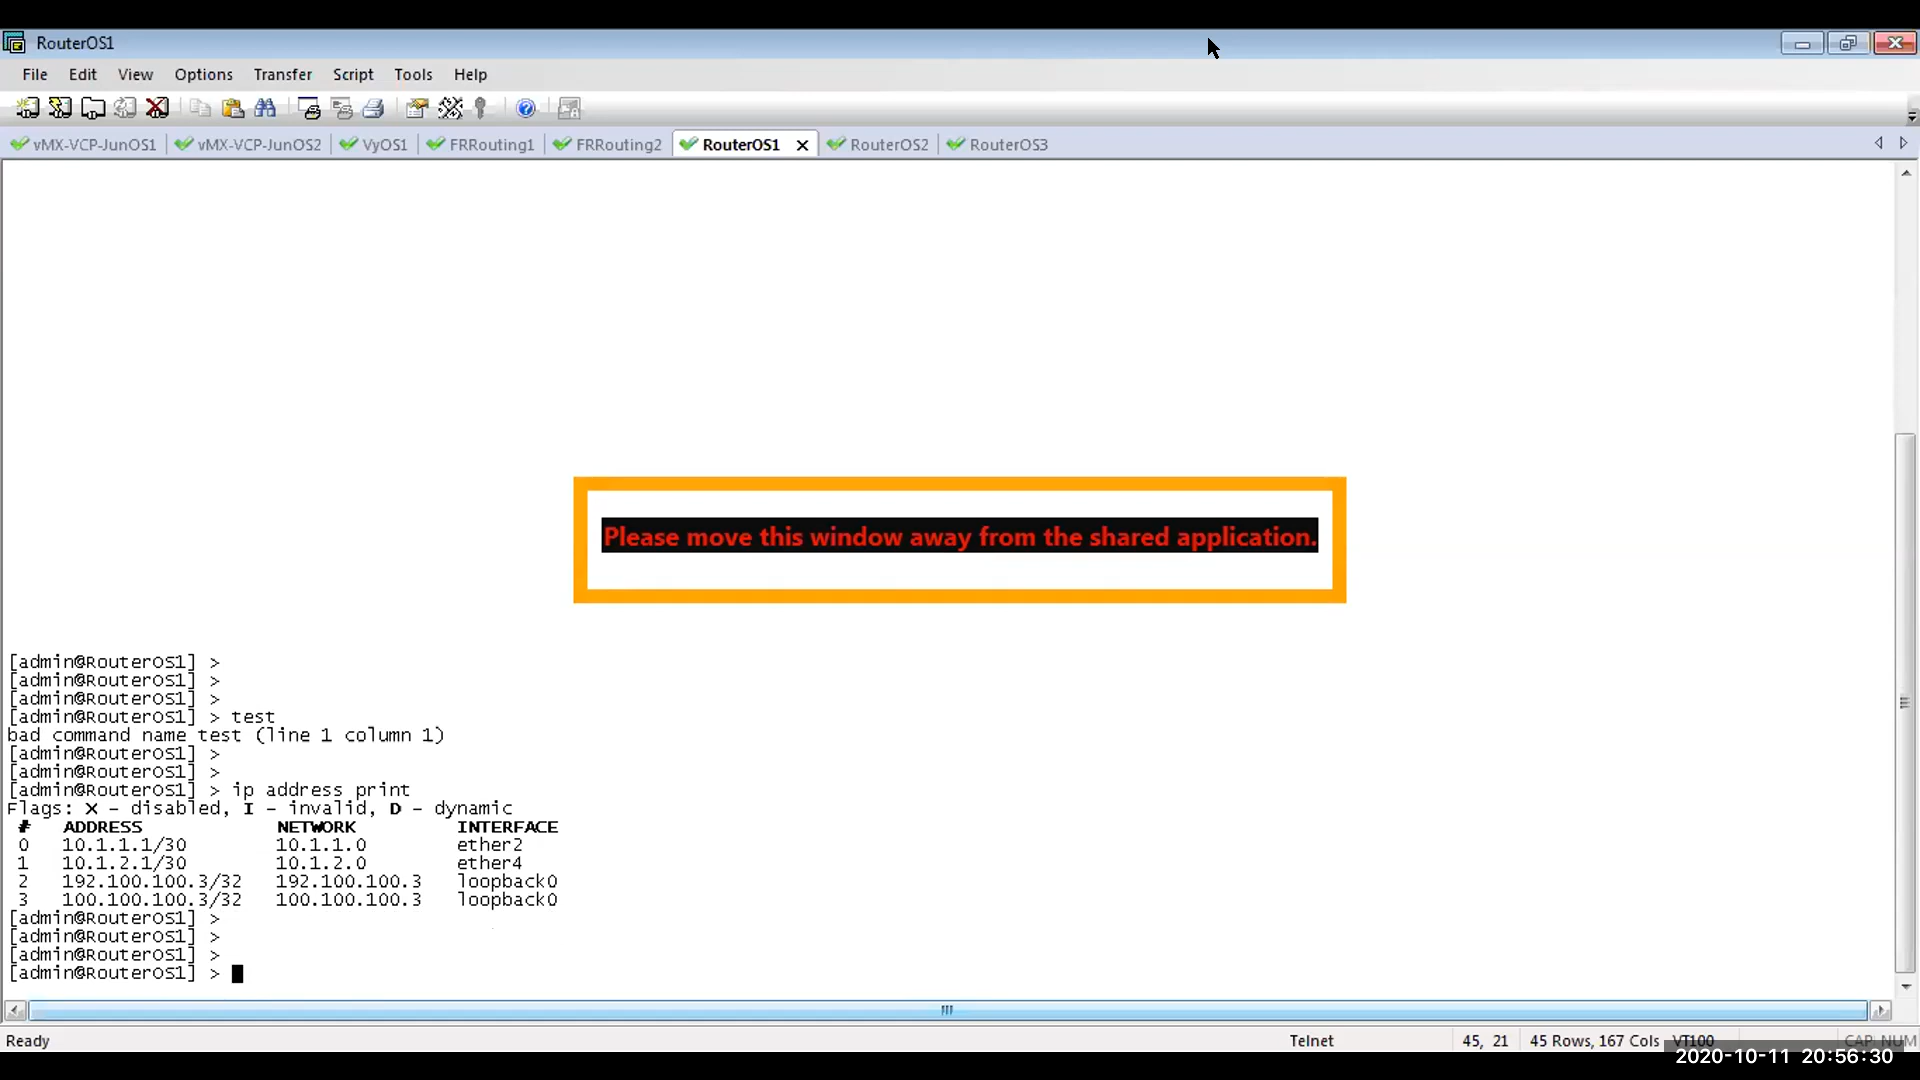 RouterOS1
File Edit View Options Transfer Script Tools Help
vMX-VCP-JunOS1 vMX-VCP-JunOS2 VyOS1 FRRouting1 FRRouting2 RouterOS1 RouterOS2 RouterOS3
Please move this window away from the shared application.
[admin@RouterOS1] >
[admin@RouterOS1] >
[admin@RouterOS1] >
[admin@RouterOS1] > test
bad command name test (line 1 column 1)
[admin@RouterOS1] >
[admin@RouterOS1] >
[admin@RouterOS1] > ip address print
Flags: X - disabled, I - invalid, D - dynamic
# ADDRESS NETWORK INTERFACE
0 10.1.1.1/30 10.1.1.0 ether2
1 10.1.2.1/30 10.1.2.0 ether4
2 192.100.100.3/32 192.100.100.3 loopback0
3 100.100.100.3/32 100.100.100.3 loopback0
[admin@RouterOS1] >
[admin@RouterOS1] >
[admin@RouterOS1] >
[admin@RouterOS1] >
Ready Telnet 45, 21 45 Rows, 167 Cols VT100 CAP NUM
2020-10-11 20:56:30